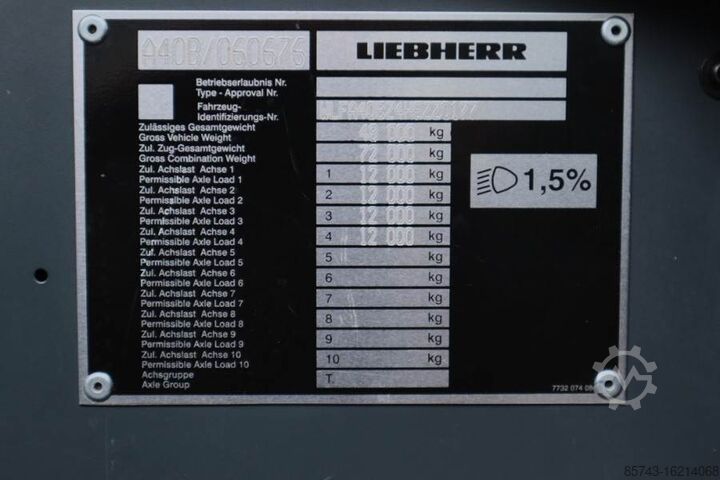 A40B/060676 LIEBHERR
Betriebserlaubnis Nr.
Type - Approval Nr.
Fahrzeug-
Identifizierungs-Nr.
Zulässiges Gesamtgewicht
Gross Vehicle Weight
48 000 kg
Zul. Zug-Gesamtgewicht
Gross Combination Weight
72 000 kg
Zul. Achslast Achse 1
Permissible Axle Load 1
1 12 000 kg
Zul. Achslast Achse 2
Permissible Axle Load 2
2 12 000 kg
Zul. Achslast Achse 3
Permissible Axle Load 3
3 12 000 kg
Zul. Achslast Achse 4
Permissible Axle Load 4
4 12 000 kg
Zul. Achslast Achse 5
Permissible Axle Load 5
5 kg
Zul. Achslast Achse 6
Permissible Axle Load 6
6 kg
Zul. Achslast Achse 7
Permissible Axle Load 7
7 kg
Zul. Achslast Achse 8
Permissible Axle Load 8
8 kg
Zul. Achslast Achse 9
Permissible Axle Load 9
9 kg
Zul. Achslast Achse 10
Permissible Axle Load 10
10 kg
Achsgruppe
Axle Group
T.
1,5%
7732 074
85743-16214068